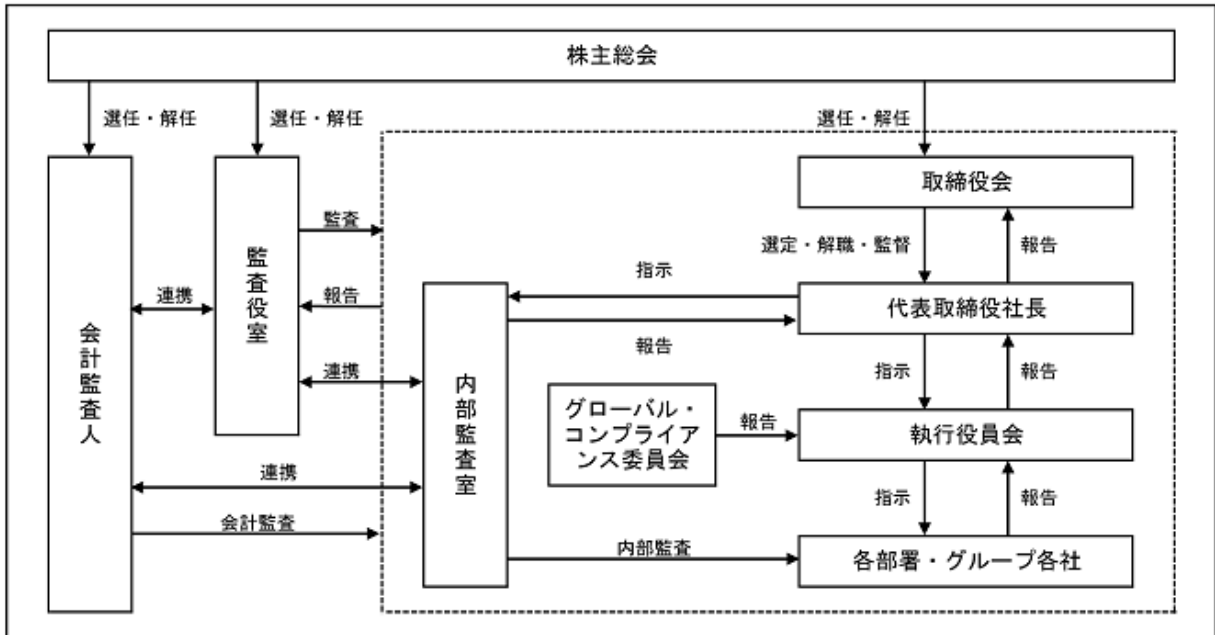 株主総会
選任・解任
選任・解任
選任・解任
会計監査人
監査役室
取締役会
監査
選定・解職・監督
報告
連携
報告
指示
代表取締役社長
報告
連携
内部監査室
指示
報告
グローバル・
コンプライア
ンス委員会
報告
執行役員会
連携
指示
報告
会計監査
内部監査
各部署・グループ各社